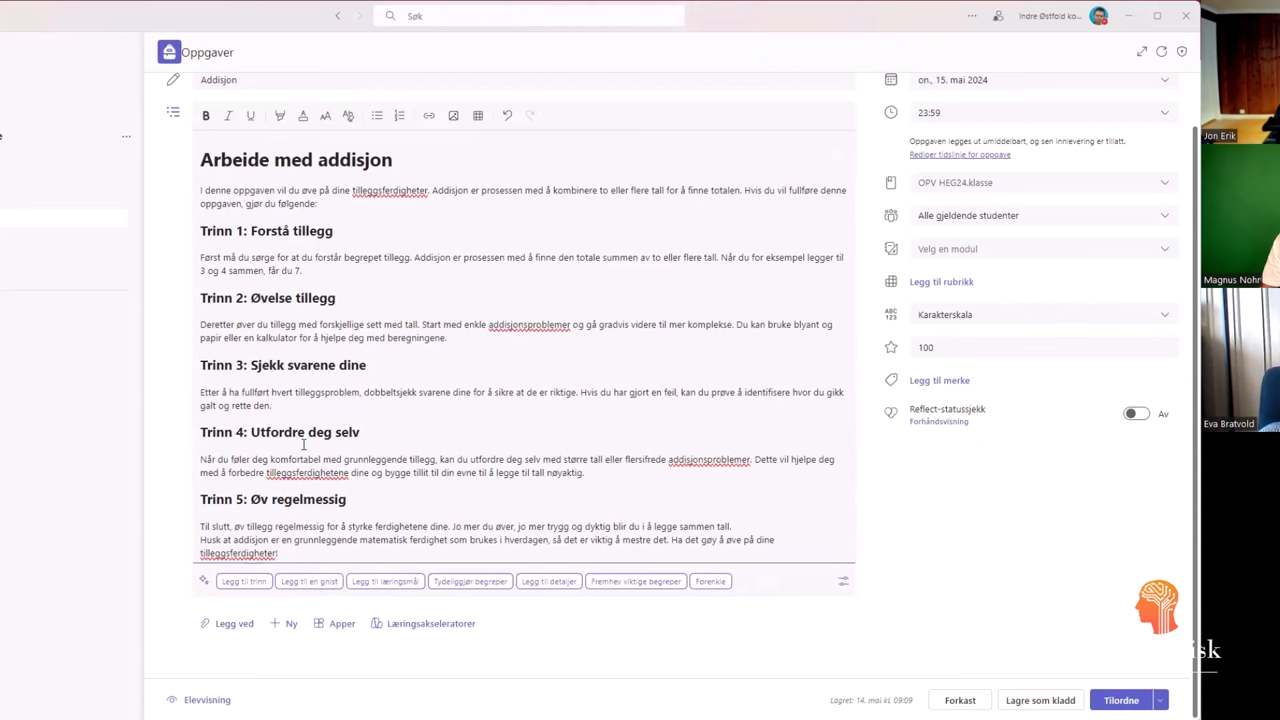 Søk
Indre Østfold ko...
Oppgaver
Addisjon
Arbeide med addisjon
I denne oppgaven vil du øve på dine tilleggsferdigheter. Addisjon er prosessen med å kombinere to eller flere tall for å finne totalen. Hvis du vil fullføre denne
oppgaven, gjør du følgende:
Trinn 1: Forstå tillegg
Først må du sørge for at du forstår begrepet tillegg. Addisjon er prosessen med å finne den totale summen av to eller flere tall. Når du for eksempel legger til
3 og 4 sammen, får du 7.
Trinn 2: Øvelse tillegg
Deretter øver du tillegg med forskjellige sett med tall. Start med enkle addisjonsproblemer og gå gradvis videre til mer komplekse. Du kan bruke blyant og
papir eller en kalkulator for å hjelpe deg med beregningene.
Trinn 3: Sjekk svarene dine
Etter å ha fullført hvert tilleggsproblem, dobbeltsjekk svarene dine for å sikre at de er riktige. Hvis du har gjort en feil, kan du prøve å identifisere hvor du gikk
galt og rette den.
Trinn 4: Utfordre deg selv
Når du føler deg komfortabel med grunnleggende tillegg, kan du utfordre deg selv med større tall eller flersifrede addisjonsproblemer. Dette vil hjelpe deg
med å forbedre tilleggsferdighetene dine og bygge tillit til din evne til å legge til tall nøyaktig.
Trinn 5: Øv regelmessig
Til slutt, øv tillegg regelmessig for å styrke ferdighetene dine. Jo mer du øver, jo mer trygg og dyktig blir du i å legge sammen tall.
Husk at addisjon er en grunnleggende matematisk ferdighet som brukes i hverdagen, så det er viktig å mestre det. Ha det gøy å øve på dine
tilleggsferdigheter!
Legg til trinn
Legg til en gnist
Legg til læringsmål
Tydeliggjør begreper
Legg til detaljer
Fremhev viktige begreper
Forenkle
Legg ved
Ny
Apper
Læringsakseleratorer
on., 15. mai 2024
23:59
Oppgaven legges ut umiddelbart, og sen innlevering er tillatt.
Rediger tidslinje for oppgave
OPV HEG24.klasse
Alle gjeldende studenter
Velg en modul
Legg til rubrikk
ABC
123
Karakterskala
100
Legg til merke
Reflect-statussjekk
Forhåndsvisning
Av
Elevvisning
Lagret: 14. mai kl. 09:09
Forkast
Lagre som kladd
Tilordne
Jon Erik
Magnus Nohr
Eva Bratvold
isk